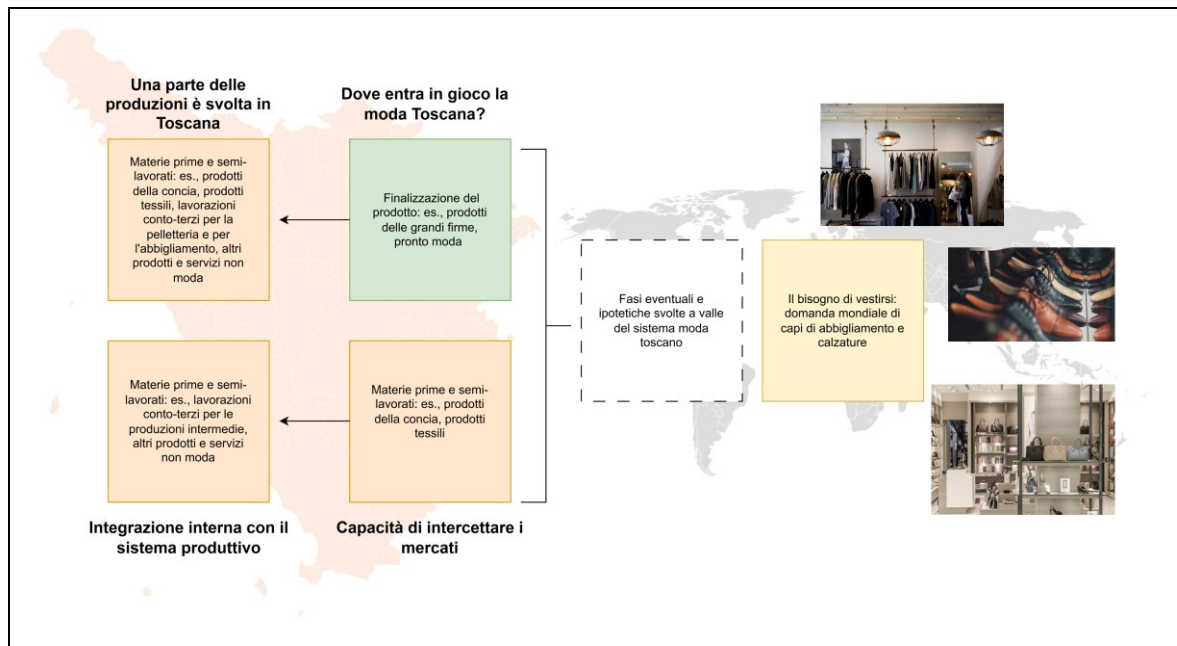 Una parte delle
produzioni è svolta in
Toscana
Materie prime e semi-
lavorati: es., prodotti
della concia, prodotti
tessili, lavorazioni
conto-terzi per la
pelletteria e per
l'abbigliamento, altri
prodotti e servizi non
moda
Dove entra in gioco la
moda Toscana?
Finalizzazione del
prodotto: es., prodotti
delle grandi firme,
pronto moda
Materie prime e semi-
lavorati: es., lavorazioni
conto-terzi per le
produzioni intermedie,
altri prodotti e servizi
non moda
Integrazione interna con il
sistema produttivo
Materie prime e semi-
lavorati: es., prodotti
della concia, prodotti
tessili
Capacità di intercettare i
mercati
Fasi eventuali e
ipotetiche svolte a valle
del sistema moda
toscano
Il bisogno di vestirsi:
domanda mondiale di
capi di abbigliamento e
calzature